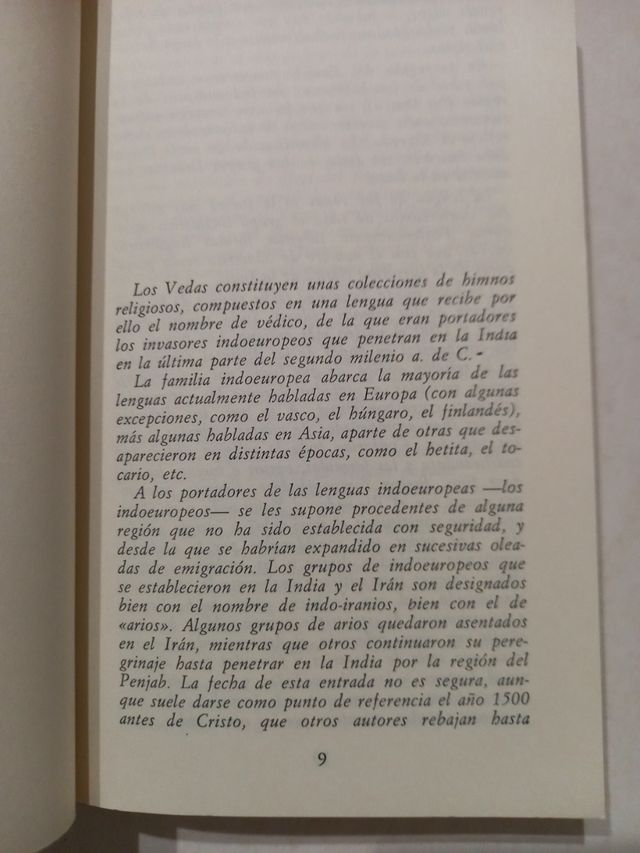 Los Vedas constituyen unas colecciones de himnos
religiosos, compuestos en una lengua que recibe por
ello el nombre de védico, de la que eran portadores
los invasores indoeuropeos que penetran en la India
en la última parte del segundo milenio a. de C.-
La familia indoeuropea abarca la mayoría de las
lenguas actualmente habladas en Europa (con algunas
excepciones, como el vasco, el húngaro, el finlandés),
más algunas habladas en Asia, aparte de otras que des-
aparecieron en distintas épocas, como el hetita, el to-
cario, etc.
A los portadores de las lenguas indoeuropeas —los
indoeuropeos— se les supone procedentes de alguna
región que no ha sido establecida con seguridad, y
desde la que se habrían expandido en sucesivas olea-
das de emigración. Los grupos de indoeuropeos que
se establecieron en la India y el Irán son designados
bien con el nombre de indo-iranios, bien con el de
«arios». Algunos grupos de arios quedaron asentados
en el Irán, mientras que otros continuaron su pere-
grinaje hasta penetrar en la India por la región del
Penjab. La fecha de esta entrada no es segura, aun-
que suele darse como punto de referencia el año 1500
antes de Cristo, que otros autores rebajan hasta
9